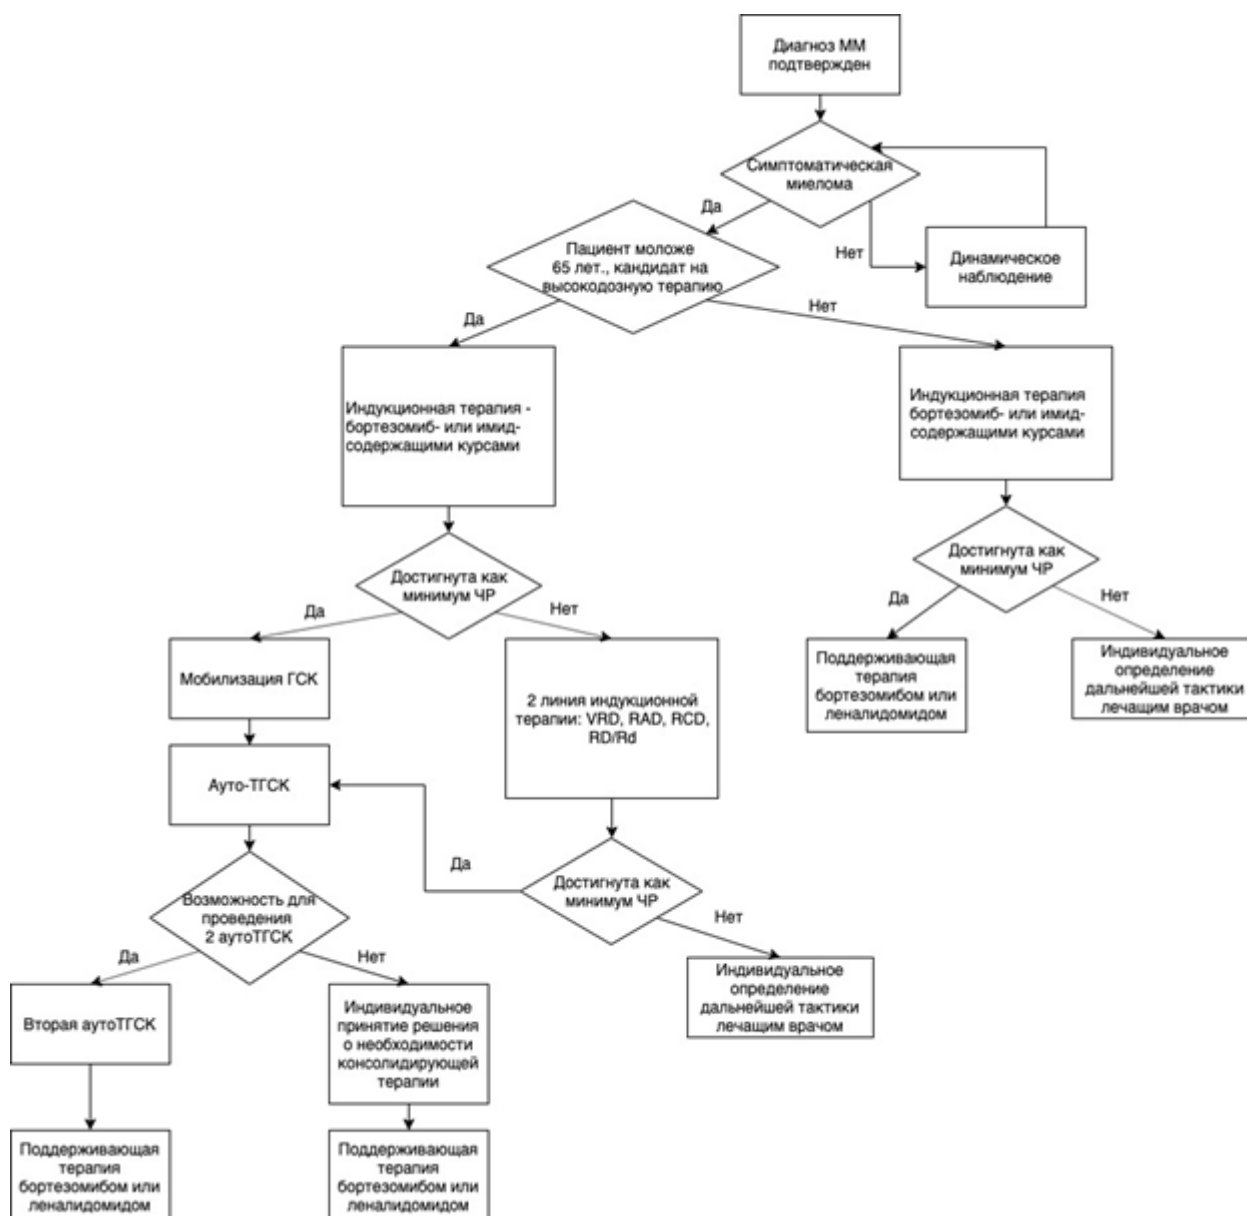 Диагноз ММ
подтвержден
Симптоматическая
миелома
Да
Нет
Динамическое
наблюдение
Пациент моложе
65 лет., кандидат на
высокодозную терапию
Да
Нет
Индукционная терапия -
бортезомиб- или имид-
содержащими курсами
Индукционная терапия
бортезомиб- или имид-
содержащими курсами
Достигнута как
минимум ЧР
Да
Нет
Достигнута как
минимум ЧР
Да
Нет
Мобилизация ГСК
2 линия индукционной
терапии: VRD, RAD, RCD,
RD/Rd
Поддерживающая
терапия
бортезомибом или
леналидомидом
Индивидуальное
определение
дальнейшей тактики
лечащим врачом
Ауто-ТГСК
Да
Достигнута как
минимум ЧР
Нет
Возможность для
проведения
2 аутоТГСК
Да
Нет
Индивидуальное
определение
дальнейшей тактики
лечащим врачом
Вторая аутоТГСК
Индивидуальное
принятие решения
о необходимости
консолидирующей
терапии
Поддерживающая
терапия
бортезомибом или
леналидомидом
Поддерживающая
терапия
бортезомибом или
леналидомидом